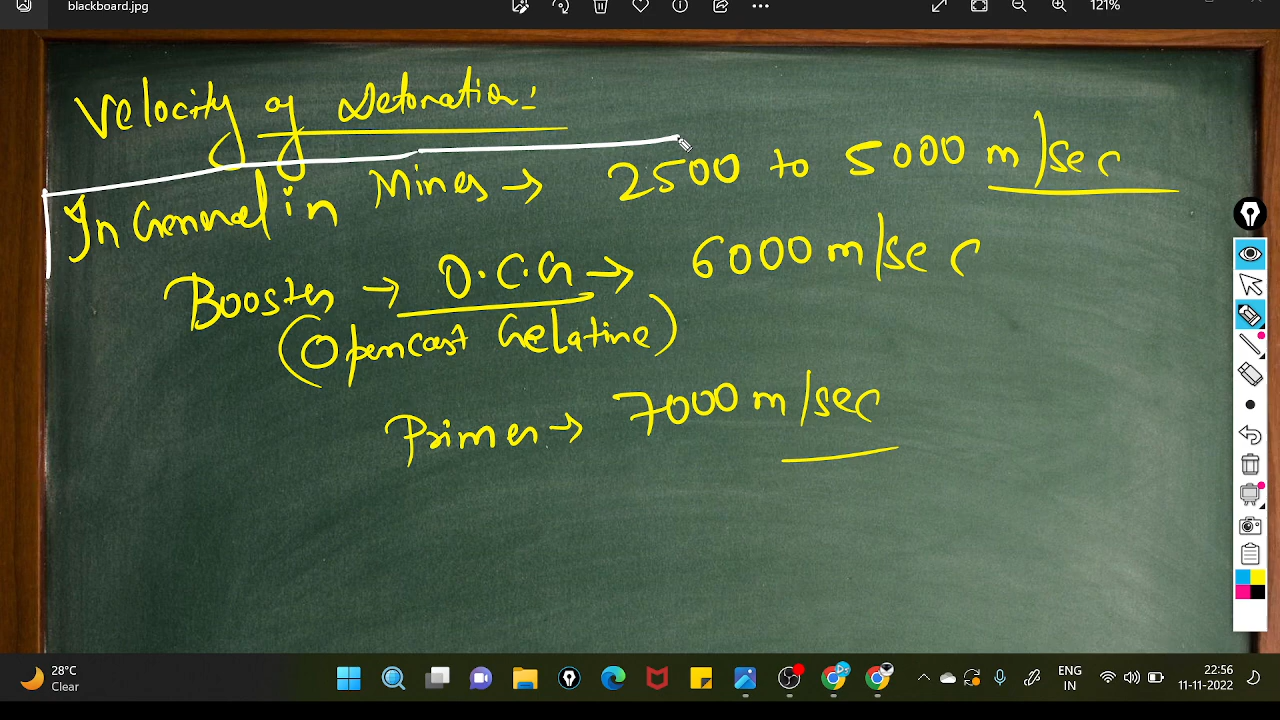 blackboard.jpg
121%
Velocity of Detonation:
In General in Mines → 2500 to 5000 m/sec
Booster → O.C.G → 6000 m/sec
(Opencast Gelatine)
Primer → 7000 m/sec
28°C
Clear
ENG
IN
22:56
11-11-2022